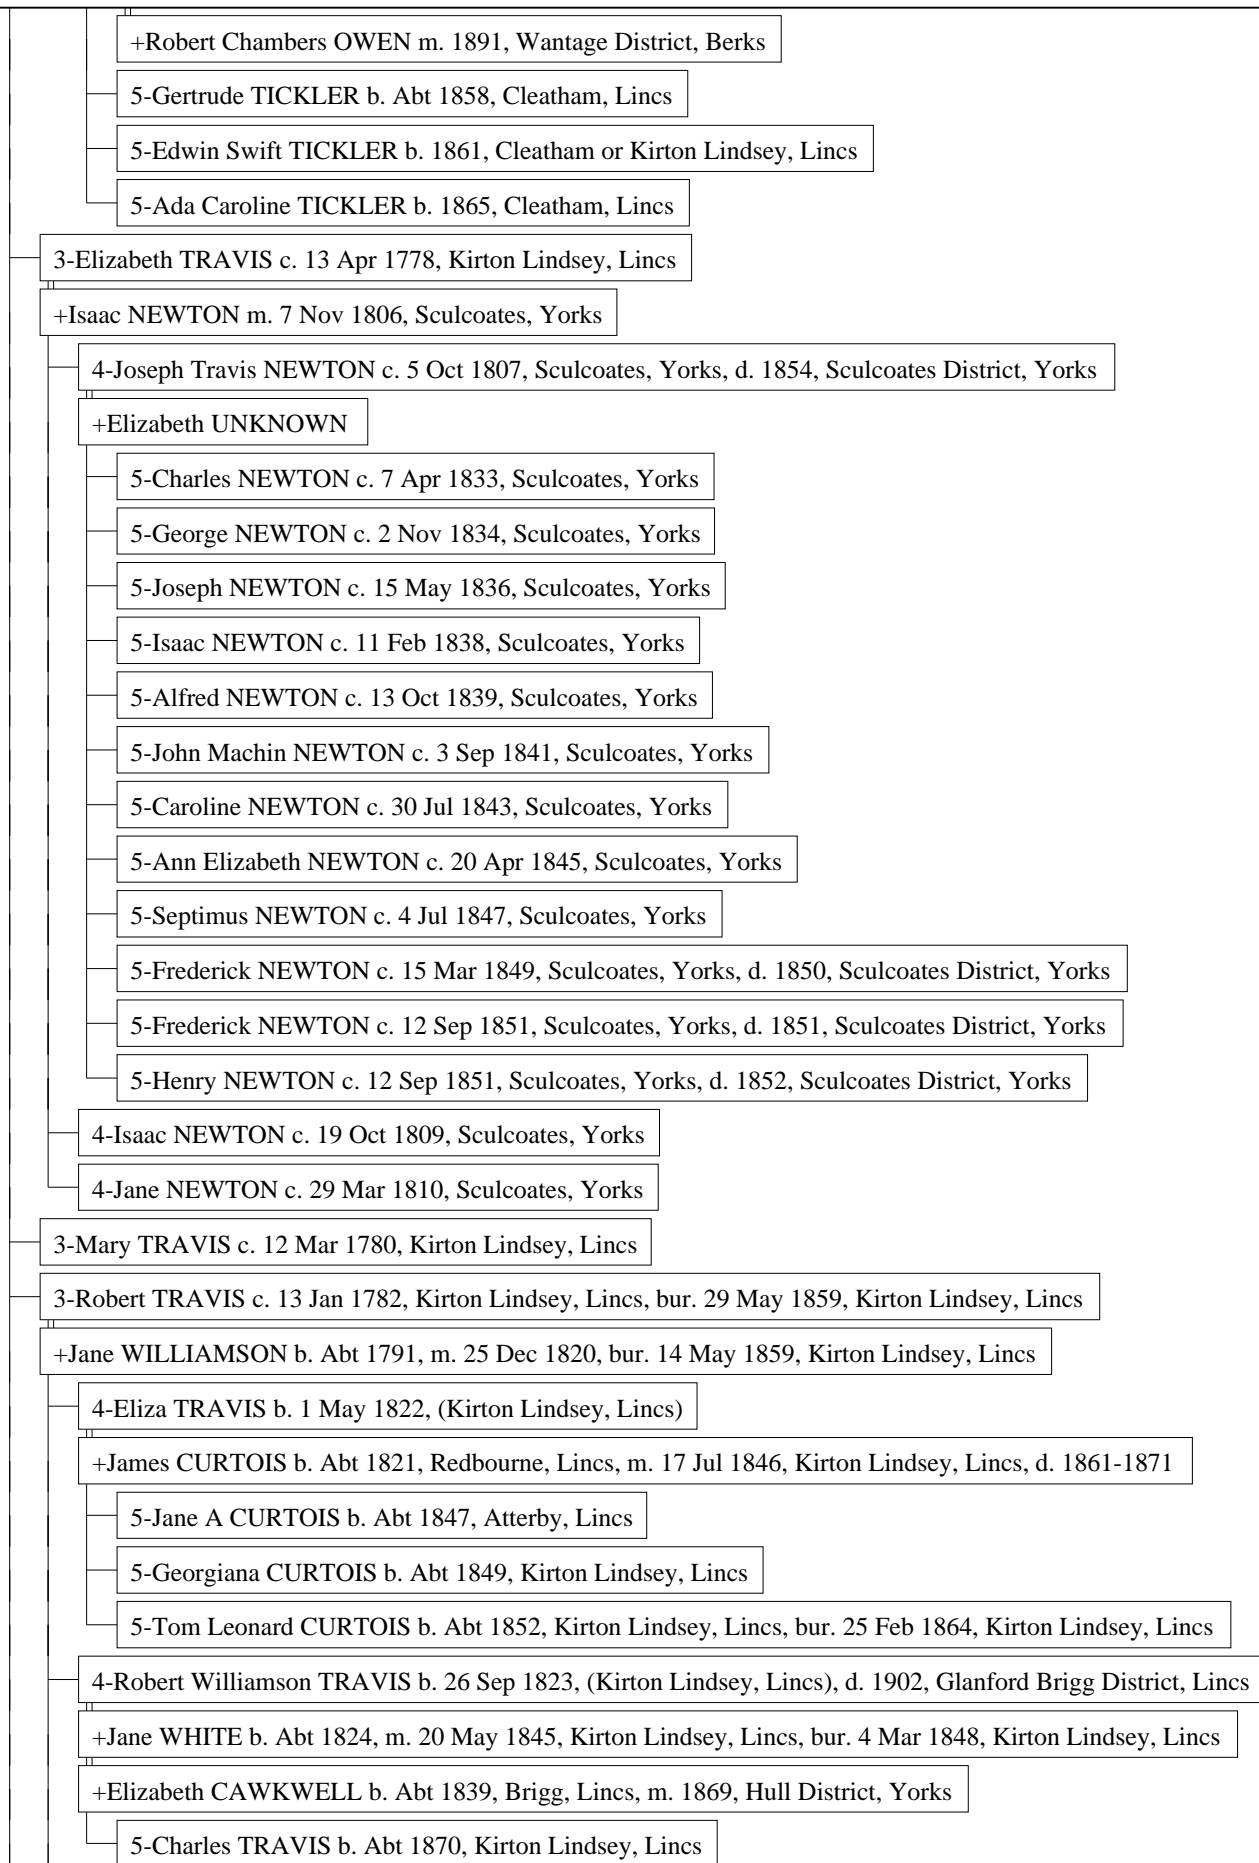 +Robert Chambers OWEN m. 1891, Wantage District, Berks
5-Gertrude TICKLER b. Abt 1858, Cleatham, Lincs
5-Edwin Swift TICKLER b. 1861, Cleatham or Kirton Lindsey, Lincs
5-Ada Caroline TICKLER b. 1865, Cleatham, Lincs
3-Elizabeth TRAVIS c. 13 Apr 1778, Kirton Lindsey, Lincs
+Isaac NEWTON m. 7 Nov 1806, Sculcoates, Yorks
4-Joseph Travis NEWTON c. 5 Oct 1807, Sculcoates, Yorks, d. 1854, Sculcoates District, Yorks
+Elizabeth UNKNOWN
5-Charles NEWTON c. 7 Apr 1833, Sculcoates, Yorks
5-George NEWTON c. 2 Nov 1834, Sculcoates, Yorks
5-Joseph NEWTON c. 15 May 1836, Sculcoates, Yorks
5-Isaac NEWTON c. 11 Feb 1838, Sculcoates, Yorks
5-Alfred NEWTON c. 13 Oct 1839, Sculcoates, Yorks
5-John Machin NEWTON c. 3 Sep 1841, Sculcoates, Yorks
5-Caroline NEWTON c. 30 Jul 1843, Sculcoates, Yorks
5-Ann Elizabeth NEWTON c. 20 Apr 1845, Sculcoates, Yorks
5-Septimus NEWTON c. 4 Jul 1847, Sculcoates, Yorks
5-Frederick NEWTON c. 15 Mar 1849, Sculcoates, Yorks, d. 1850, Sculcoates District, Yorks
5-Frederick NEWTON c. 12 Sep 1851, Sculcoates, Yorks, d. 1851, Sculcoates District, Yorks
5-Henry NEWTON c. 12 Sep 1851, Sculcoates, Yorks, d. 1852, Sculcoates District, Yorks
4-Isaac NEWTON c. 19 Oct 1809, Sculcoates, Yorks
4-Jane NEWTON c. 29 Mar 1810, Sculcoates, Yorks
3-Mary TRAVIS c. 12 Mar 1780, Kirton Lindsey, Lincs
3-Robert TRAVIS c. 13 Jan 1782, Kirton Lindsey, Lincs, bur. 29 May 1859, Kirton Lindsey, Lincs
+Jane WILLIAMSON b. Abt 1791, m. 25 Dec 1820, bur. 14 May 1859, Kirton Lindsey, Lincs
4-Eliza TRAVIS b. 1 May 1822, (Kirton Lindsey, Lincs)
+James CURTOIS b. Abt 1821, Redbourne, Lincs, m. 17 Jul 1846, Kirton Lindsey, Lincs, d. 1861-1871
5-Jane A CURTOIS b. Abt 1847, Atterby, Lincs
5-Georgiana CURTOIS b. Abt 1849, Kirton Lindsey, Lincs
5-Tom Leonard CURTOIS b. Abt 1852, Kirton Lindsey, Lincs, bur. 25 Feb 1864, Kirton Lindsey, Lincs
4-Robert Williamson TRAVIS b. 26 Sep 1823, (Kirton Lindsey, Lincs), d. 1902, Glanford Brigg District, Lincs
+Jane WHITE b. Abt 1824, m. 20 May 1845, Kirton Lindsey, Lincs, bur. 4 Mar 1848, Kirton Lindsey, Lincs
+Elizabeth CAWKWELL b. Abt 1839, Brigg, Lincs, m. 1869, Hull District, Yorks
5-Charles TRAVIS b. Abt 1870, Kirton Lindsey, Lincs